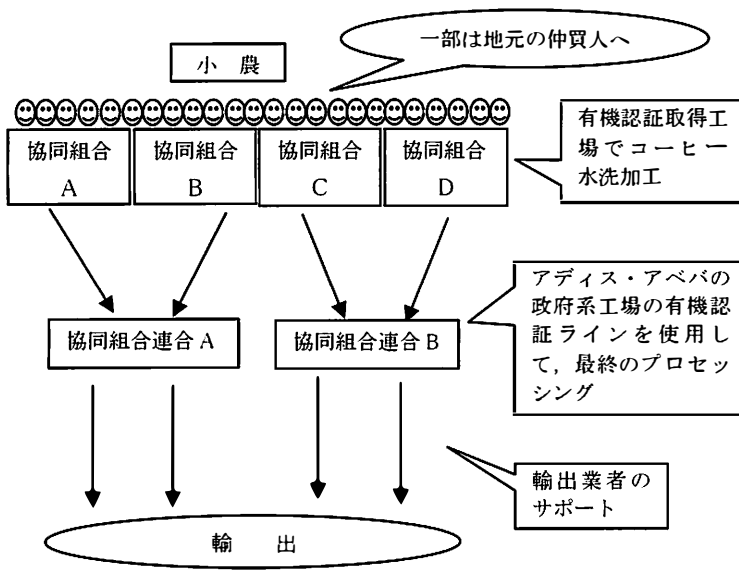 一部は地元の仲買人へ
小 農
協同組合
A
協同組合
B
協同組合
C
協同組合
D
有機認証取得工
場でコーヒー
水洗加工
協同組合連合A
協同組合連合B
アディス・アベバの
政府系工場の有機認
証ラインを使用し
て，最終のプロセッ
シング
輸出業者の
サポート
輸 出